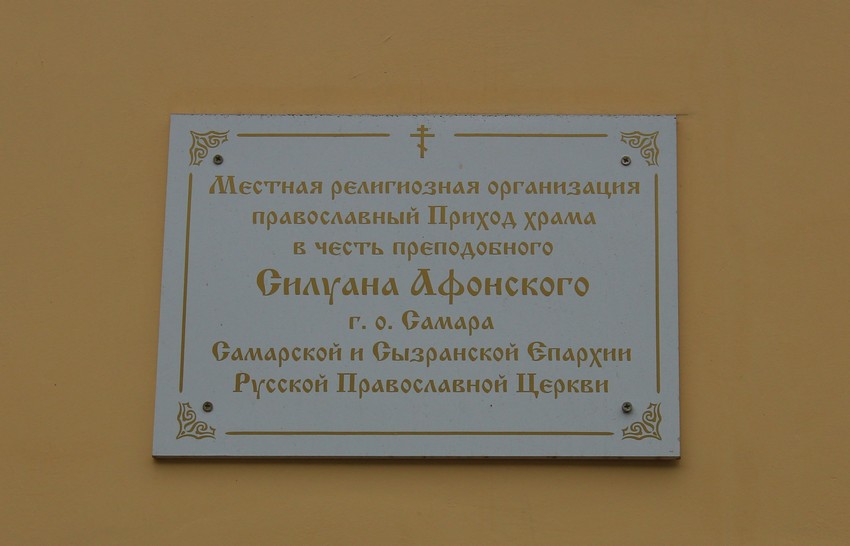 Местная религиозная организация
православный Приход храма
в честь преподобного
Силуана Афонского
г. о. Самара
Самарской и Сызранской Епархии
Русской Православной Церкви